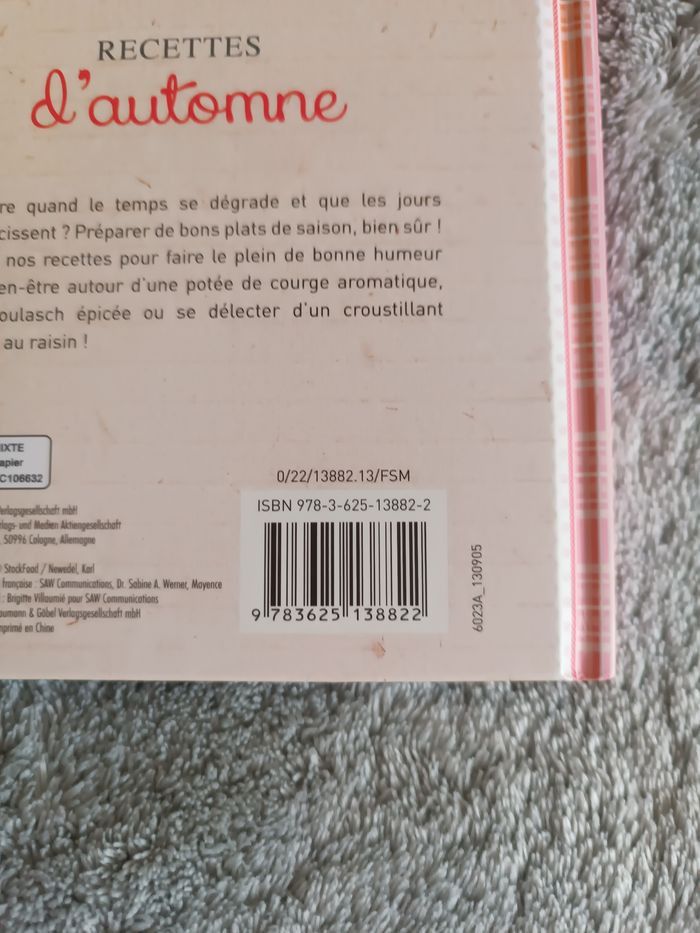 RECETTES
d'automne
re quand le temps se dégrade et que les jours
cissent ? Préparer de bons plats de saison, bien sûr !
nos recettes pour faire le plein de bonne humeur
en-être autour d'une potée de courge aromatique,
oulasch épicée ou se délecter d'un croustillant
au raisin !
IXTE
apier
C106632
0/22/13882.13/FSM
ISBN 978-3-625-13882-2
9 783625 138822
6023A_130905
Verlagsgesellschaft mbH
lags- und Medien Aktiengesellschaft
, 50996 Cologne, Allemagne
StockFood / Newedel, Karl
française : SAW Communications, Dr. Sabine A. Werner, Mayence
: Brigitte Villaumié pour SAW Communications
aumann & Göbel Verlagsgesellschaft mbH
mprimé en Chine